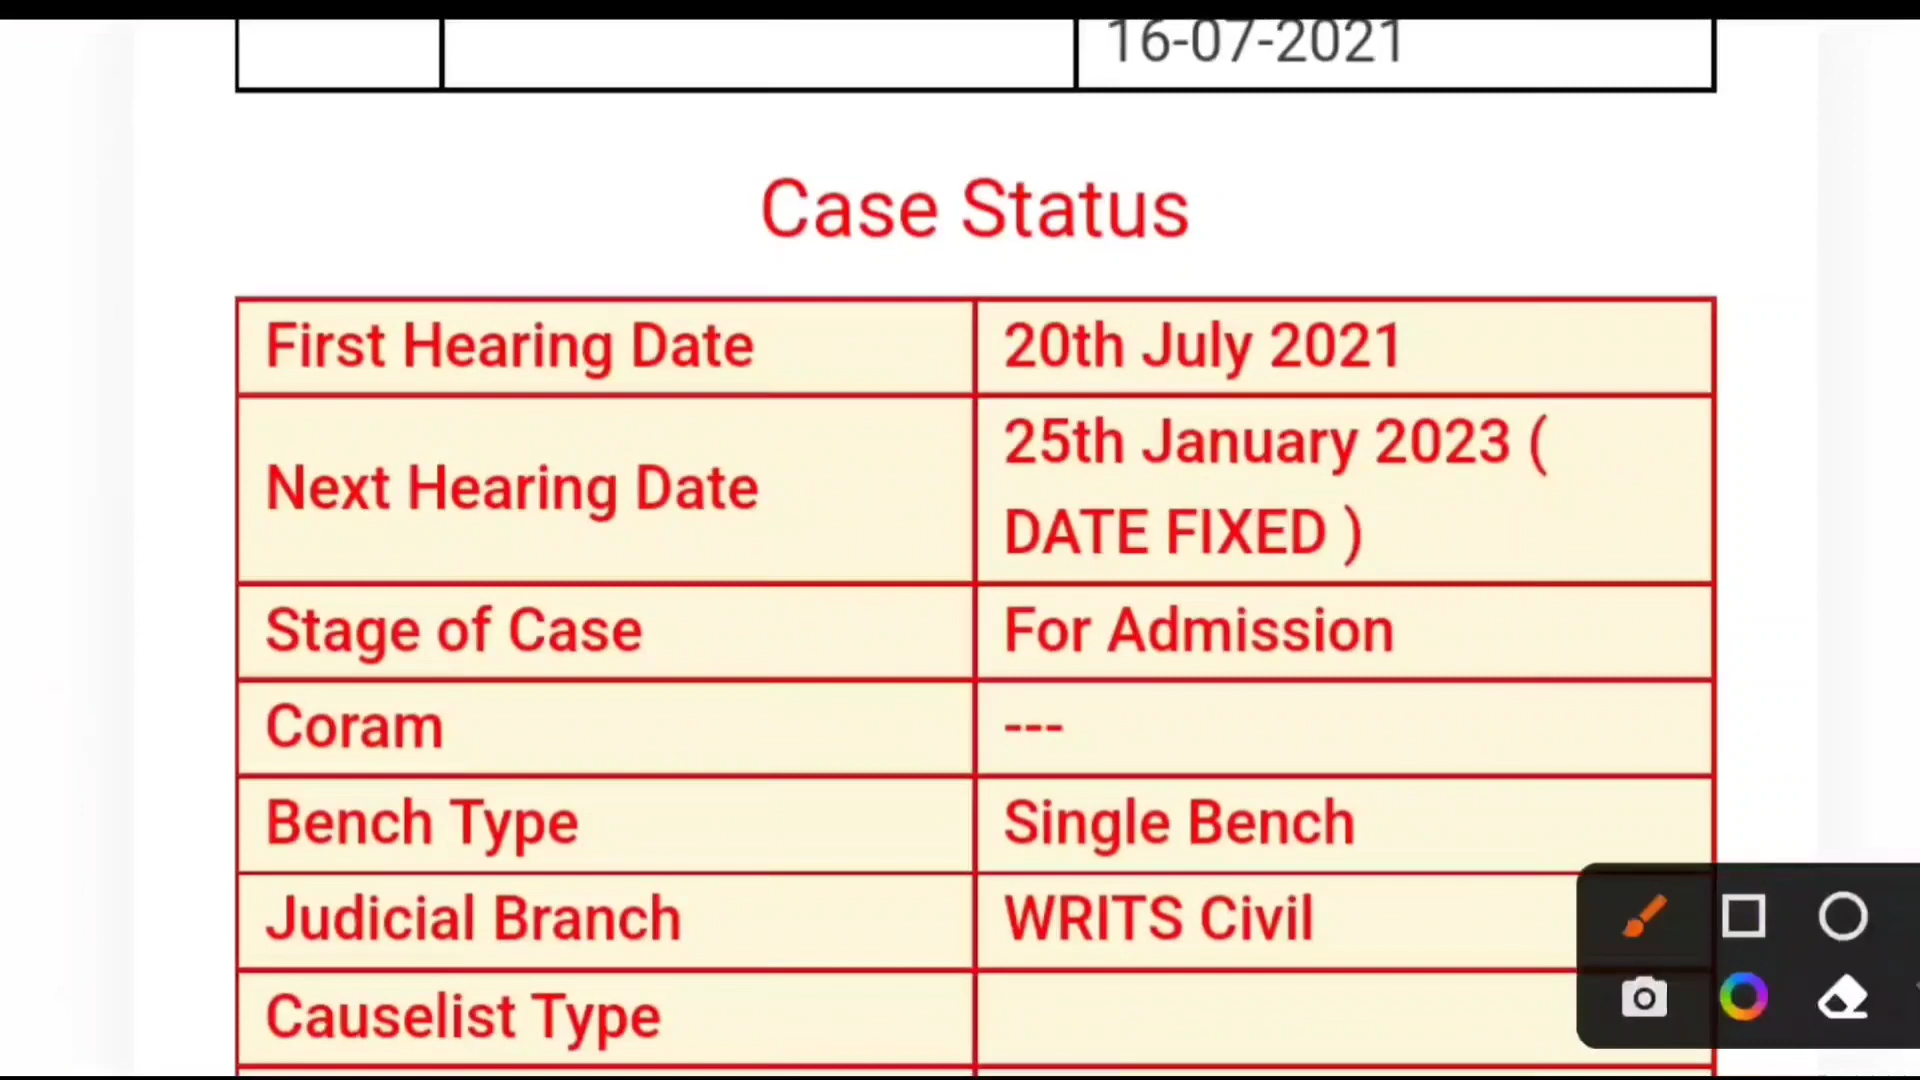 16-07-2021
Case Status
First Hearing Date 20th July 2021
Next Hearing Date 25th January 2023 (
DATE FIXED )
Stage of Case For Admission
Coram ---
Bench Type Single Bench
Judicial Branch WRITS Civil
Causelist Type